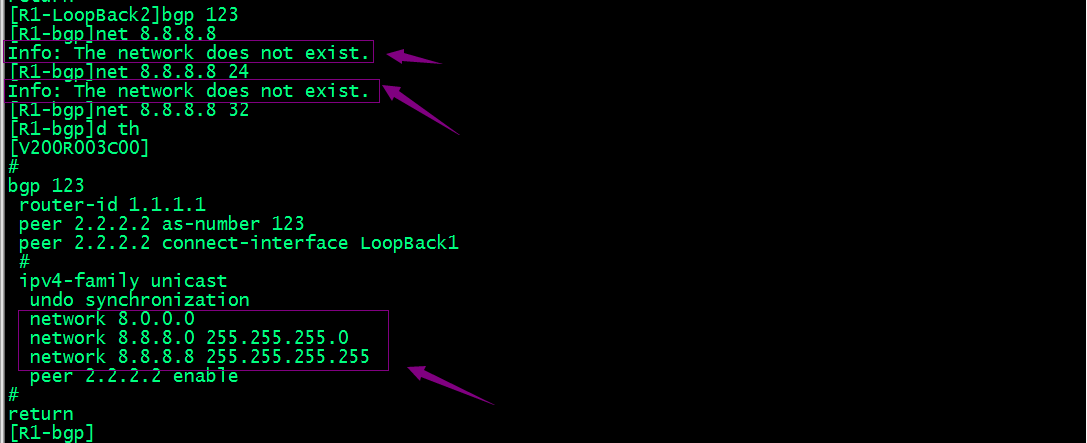 [R1-LoopBack2]bgp 123
[R1-bgp]net 8.8.8.8
Info: The network does not exist.
[R1-bgp]net 8.8.8.8 24
Info: The network does not exist.
[R1-bgp]net 8.8.8.8 32
[R1-bgp]d th
[V200R003C00]
#
bgp 123
router-id 1.1.1.1
peer 2.2.2.2 as-number 123
peer 2.2.2.2 connect-interface LoopBack1
#
ipv4-family unicast
undo synchronization
network 8.0.0.0
network 8.8.8.0 255.255.255.0
network 8.8.8.8 255.255.255.255
peer 2.2.2.2 enable
#
return
[R1-bgp]